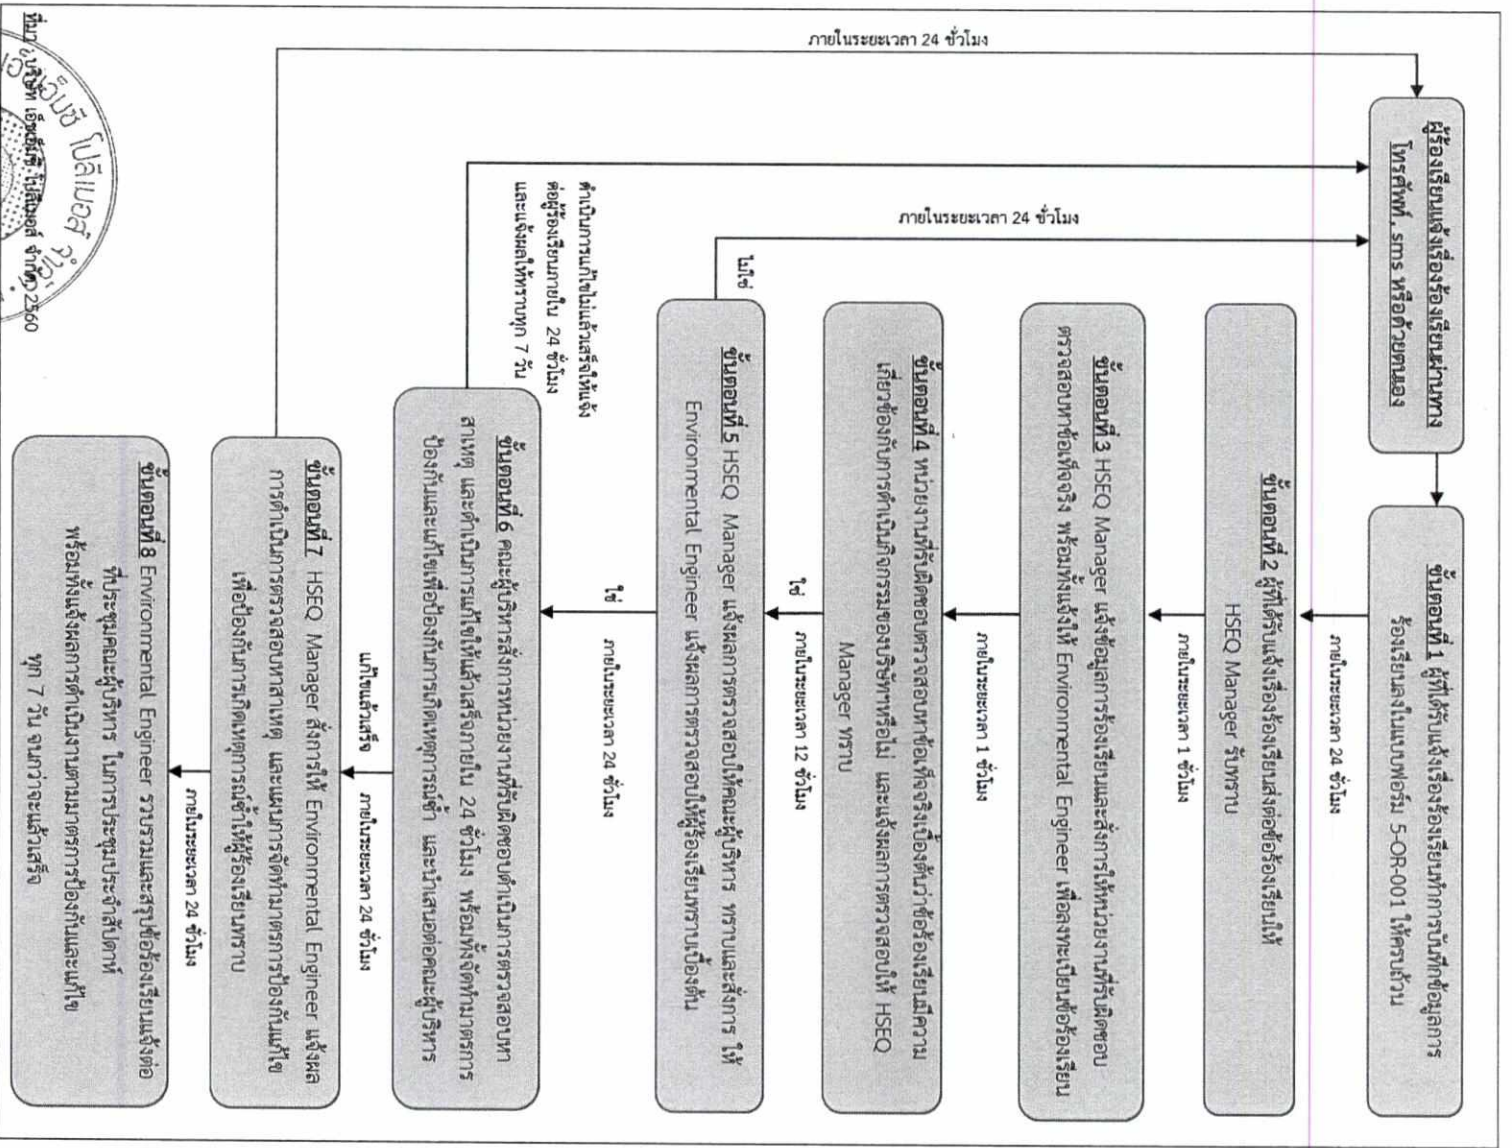 ผู้ร้องเรียนแจ้งเรื่องร้องเรียนผ่านทาง
โทรศัพท์, sms หรือด้วยตนเอง
ขั้นตอนที่ 1 ผู้ที่ได้รับแจ้งเรื่องร้องเรียนทำการบันทึกข้อมูลการ
ร้องเรียนลงในแบบฟอร์ม 5-OR-001 ให้ครบถ้วน
ภายในระยะเวลา 24 ชั่วโมง
ขั้นตอนที่ 2 ผู้ที่ได้รับแจ้งเรื่องร้องเรียนส่งต่อข้อร้องเรียนให้
HSEQ Manager รับทราบ
ภายในระยะเวลา 1 ชั่วโมง
ขั้นตอนที่ 3 HSEQ Manager แจ้งข้อมูลการร้องเรียนและสั่งการให้หน่วยงานที่รับผิดชอบ
ตรวจสอบหาข้อเท็จจริง พร้อมทั้งแจ้งให้ Environmental Engineer เพื่อลงทะเบียนข้อร้องเรียน
ภายในระยะเวลา 1 ชั่วโมง
ขั้นตอนที่ 4 หน่วยงานที่รับผิดชอบตรวจสอบหาข้อเท็จจริงเบื้องต้นว่าข้อร้องเรียนมีความ
เกี่ยวข้องกับการดำเนินกิจกรรมของบริษัทฯหรือไม่ และแจ้งผลการตรวจสอบให้ HSEQ
Manager ทราบ
ใช่
ภายในระยะเวลา 12 ชั่วโมง
ขั้นตอนที่ 5 HSEQ Manager แจ้งผลการตรวจสอบให้คณะผู้บริหาร ทราบและสั่งการ ให้
Environmental Engineer แจ้งผลการตรวจสอบให้ผู้ร้องเรียนทราบเบื้องต้น
ไม่ใช่
ภายในระยะเวลา 24 ชั่วโมง
ใช่
ภายในระยะเวลา 24 ชั่วโมง
ขั้นตอนที่ 6 คณะผู้บริหารสั่งการหน่วยงานที่รับผิดชอบดำเนินการตรวจสอบหา
สาเหตุ และดำเนินการแก้ไขให้แล้วเสร็จภายใน 24 ชั่วโมง พร้อมทั้งจัดทำมาตรการ
ป้องกันและแก้ไขเพื่อป้องกันการเกิดเหตุการณ์ซ้ำ และนำเสนอต่อคณะผู้บริหาร
ดำเนินการแก้ไขไม่แล้วเสร็จให้แจ้ง
ต่อผู้ร้องเรียนภายใน 24 ชั่วโมง
และแจ้งผลให้ทราบทุก 7 วัน
แก้ไขแล้วเสร็จ
ภายในระยะเวลา 24 ชั่วโมง
ขั้นตอนที่ 7 HSEQ Manager สั่งการให้ Environmental Engineer แจ้งผล
การดำเนินการตรวจสอบหาสาเหตุ และแผนการจัดทำมาตรการป้องกันแก้ไข
เพื่อป้องกันการเกิดเหตุการณ์ซ้ำให้ผู้ร้องเรียนทราบ
ภายในระยะเวลา 24 ชั่วโมง
ภายในระยะเวลา 24 ชั่วโมง
ขั้นตอนที่ 8 Environmental Engineer รวบรวมและสรุปข้อร้องเรียนแจ้งต่อ
ที่ประชุมคณะผู้บริหาร ในการประชุมประจำสัปดาห์
พร้อมทั้งแจ้งผลการดำเนินงานตามมาตรการป้องกันและแก้ไข
ทุก 7 วัน จนกว่าจะแล้วเสร็จ
ที่มา : บริษัท เอ็ชเอ็มซี โปลีเมอส์ จำกัด, 2560
เอ็ชเอ็มซี โปลีเมอส์ จำกัด